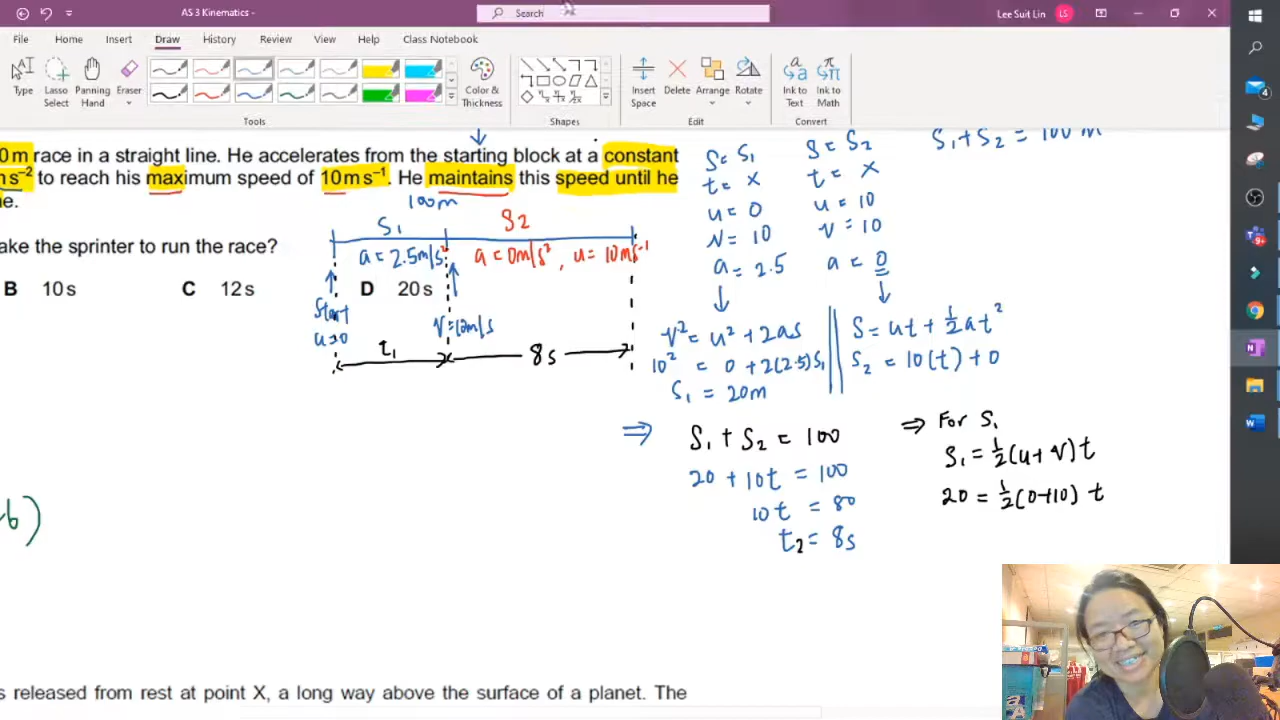 AS 3 Kinematics -
Search
Lee Suit Lin
LS
File
Home
Insert
Draw
History
Review
View
Help
Class Notebook
Type
Lasso Select
Panning Hand
Eraser
Color & Thickness
Insert Space
Delete
Arrange
Rotate
Ink to Text
Ink to Math
Tools
Shapes
Edit
Convert
0 m race in a straight line. He accelerates from the starting block at a constant
m s⁻² to reach his maximum speed of 10 m s⁻¹. He maintains this speed until he
e.
100m
S₁
S₂
a = 2.5m/s²
a = 0m/s², u = 10ms⁻¹
ake the sprinter to run the race?
B 10 s C 12 s D 20 s
Start
u=0
V=10m/s
t₁
8s
S = S₁
t = x
u = 0
V = 10
a = 2.5
S = S₂
t = x
u = 10
V = 10
a = 0
S₁ + S₂ = 100 m
V² = u² + 2as
10² = 0 + 2(2.5)S₁
S₁ = 20m
S = ut + ½at²
S₂ = 10(t) + 0
⇒ S₁ + S₂ = 100
20 + 10t = 100
10t = 80
t₂ = 8s
⇒ For S₁
S₁ = ½(u + V)t
20 = ½(0+10) t
6)
s released from rest at point X, a long way above the surface of a planet. The
4
9+